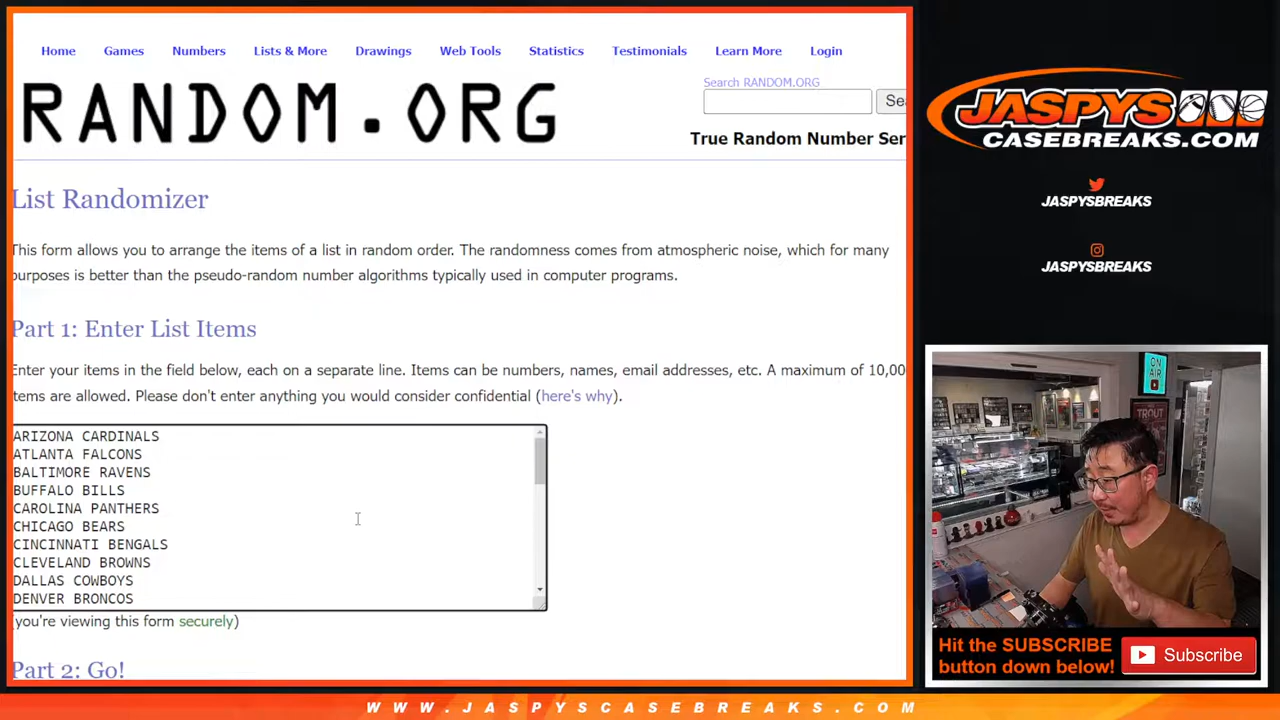 Home Games Numbers Lists & More Drawings Web Tools Statistics Testimonials Learn More Login
RANDOM.ORG
Search RANDOM.ORG
True Random Number Ser
List Randomizer
This form allows you to arrange the items of a list in random order. The randomness comes from atmospheric noise, which for many
purposes is better than the pseudo-random number algorithms typically used in computer programs.
Part 1: Enter List Items
Enter your items in the field below, each on a separate line. Items can be numbers, names, email addresses, etc. A maximum of 10,00
items are allowed. Please don't enter anything you would consider confidential (here's why).
ARIZONA CARDINALS
ATLANTA FALCONS
BALTIMORE RAVENS
BUFFALO BILLS
CAROLINA PANTHERS
CHICAGO BEARS
CINCINNATI BENGALS
CLEVELAND BROWNS
DALLAS COWBOYS
DENVER BRONCOS
(you're viewing this form securely)
Part 2: Go!
JASPYS
CASEBREAKS.COM
JASPYSBREAKS
JASPYSBREAKS
ON
AIR
TROUT
Hit the SUBSCRIBE
button down below!
Subscribe
WWW.JASPYSCASEBREAKS.COM